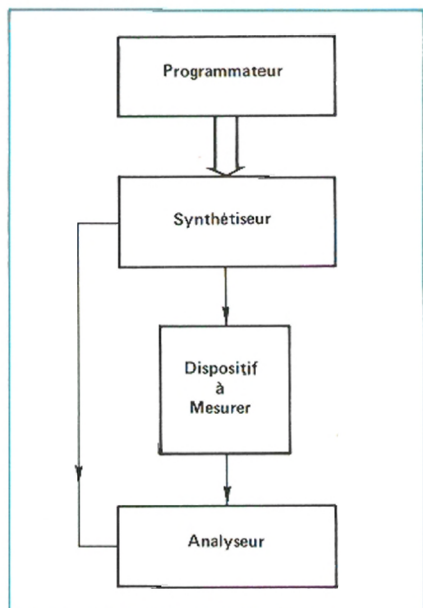 Programmateur
Synthétiseur
Dispositif
à
Mesurer
Analyseur